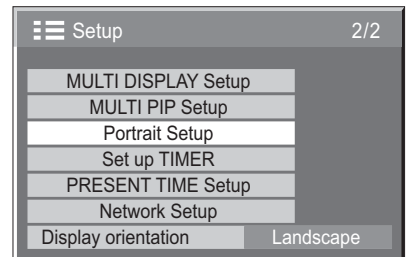 Setup 2/2
MULTI DISPLAY Setup
MULTI PIP Setup
Portrait Setup
Set up TIMER
PRESENT TIME Setup
Network Setup
Display orientation Landscape